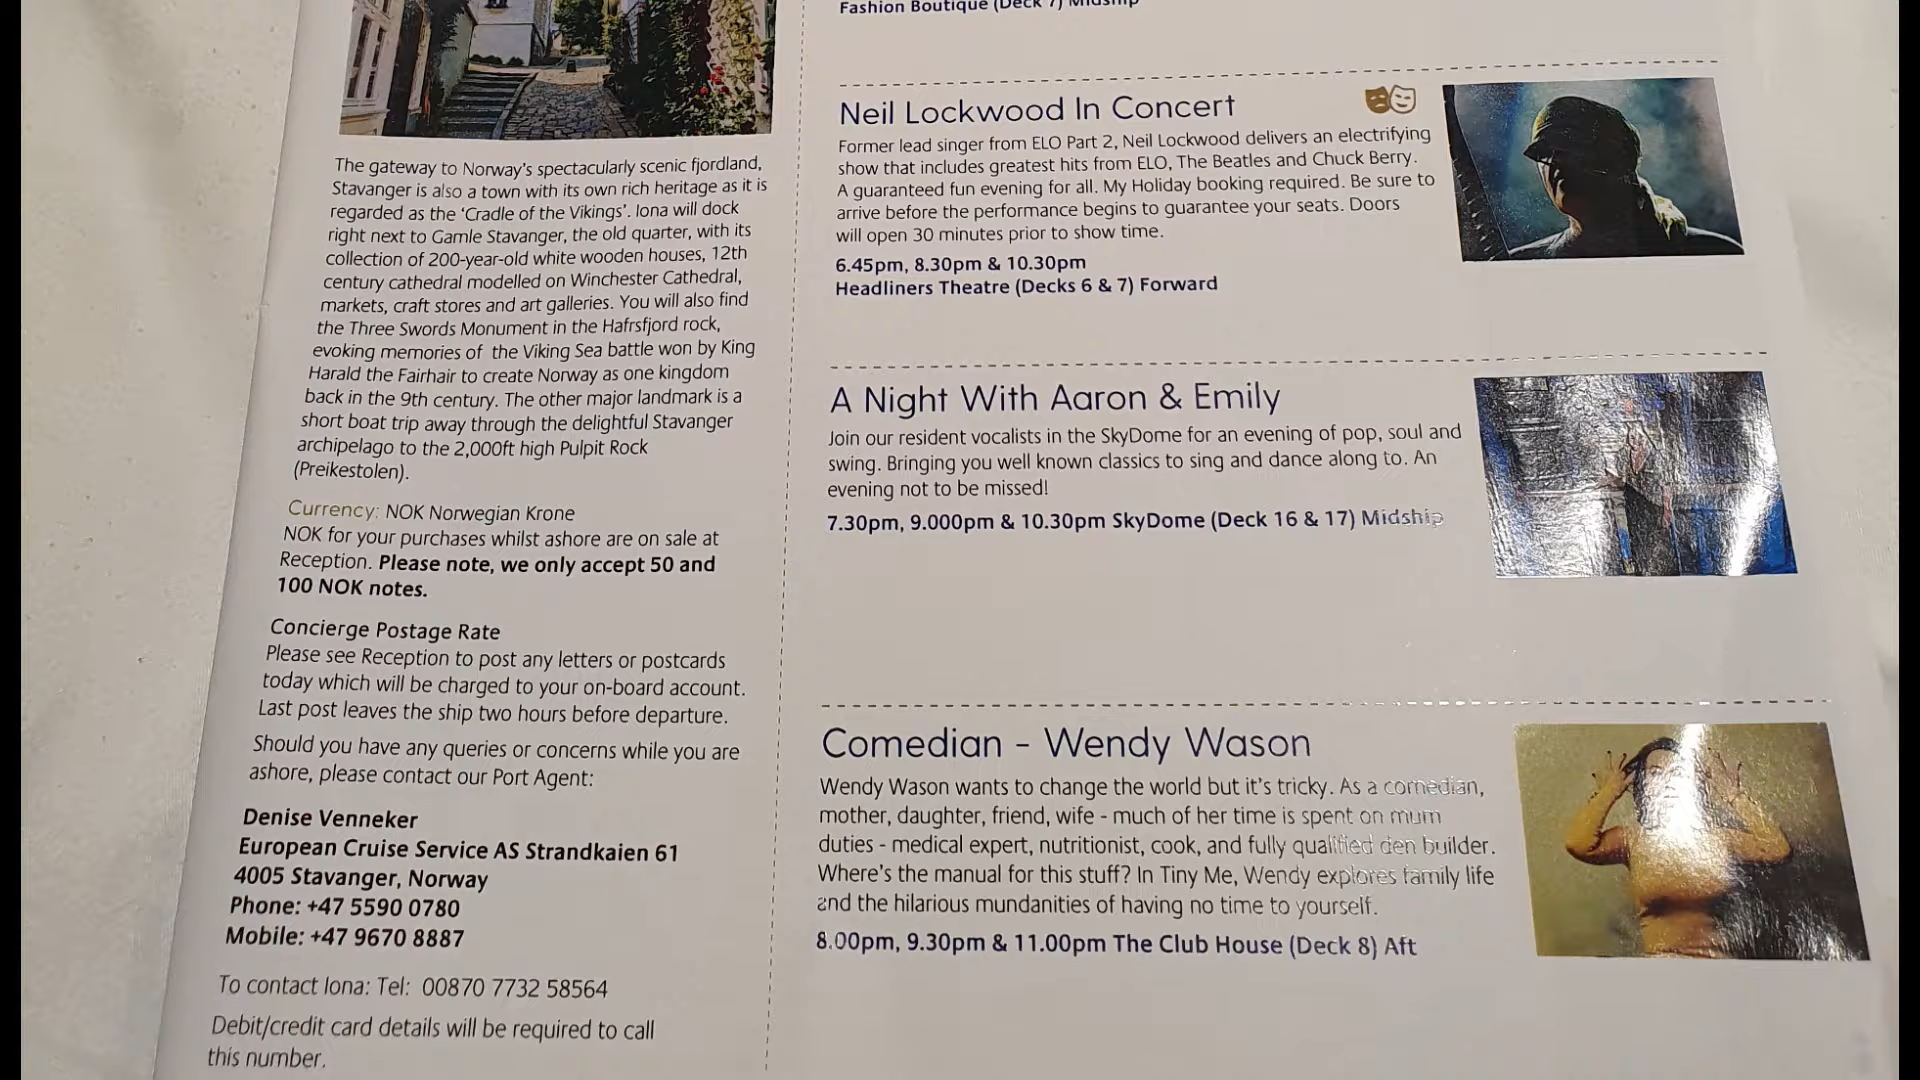 The gateway to Norway's spectacularly scenic fjordland,
Stavanger is also a town with its own rich heritage as it is
regarded as the 'Cradle of the Vikings'. Iona will dock
right next to Gamle Stavanger, the old quarter, with its
collection of 200-year-old white wooden houses, 12th
century cathedral modelled on Winchester Cathedral,
markets, craft stores and art galleries. You will also find
the Three Swords Monument in the Hafrsfjord rock,
evoking memories of the Viking Sea battle won by King
Harald the Fairhair to create Norway as one kingdom
back in the 9th century. The other major landmark is a
short boat trip away through the delightful Stavanger
archipelago to the 2,000ft high Pulpit Rock
(Preikestolen).
Currency: NOK Norwegian Krone
NOK for your purchases whilst ashore are on sale at
Reception. Please note, we only accept 50 and
100 NOK notes.
Concierge Postage Rate
Please see Reception to post any letters or postcards
today which will be charged to your on-board account.
Last post leaves the ship two hours before departure.
Should you have any queries or concerns while you are
ashore, please contact our Port Agent:
Denise Venneker
European Cruise Service AS Strandkaien 61
4005 Stavanger, Norway
Phone: +47 5590 0780
Mobile: +47 9670 8887
To contact Iona: Tel: 00870 7732 58564
Debit/credit card details will be required to call
this number.
Fashion Boutique (Deck 7) Midship
Neil Lockwood In Concert
Former lead singer from ELO Part 2, Neil Lockwood delivers an electrifying
show that includes greatest hits from ELO, The Beatles and Chuck Berry.
A guaranteed fun evening for all. My Holiday booking required. Be sure to
arrive before the performance begins to guarantee your seats. Doors
will open 30 minutes prior to show time.
6.45pm, 8.30pm & 10.30pm
Headliners Theatre (Decks 6 & 7) Forward
A Night With Aaron & Emily
Join our resident vocalists in the SkyDome for an evening of pop, soul and
swing. Bringing you well known classics to sing and dance along to. An
evening not to be missed!
7.30pm, 9.000pm & 10.30pm SkyDome (Deck 16 & 17) Midship
Comedian - Wendy Wason
Wendy Wason wants to change the world but it's tricky. As a comedian,
mother, daughter, friend, wife - much of her time is spent on mum
duties - medical expert, nutritionist, cook, and fully qualified den builder.
Where's the manual for this stuff? In Tiny Me, Wendy explores family life
and the hilarious mundanities of having no time to yourself.
8.00pm, 9.30pm & 11.00pm The Club House (Deck 8) Aft